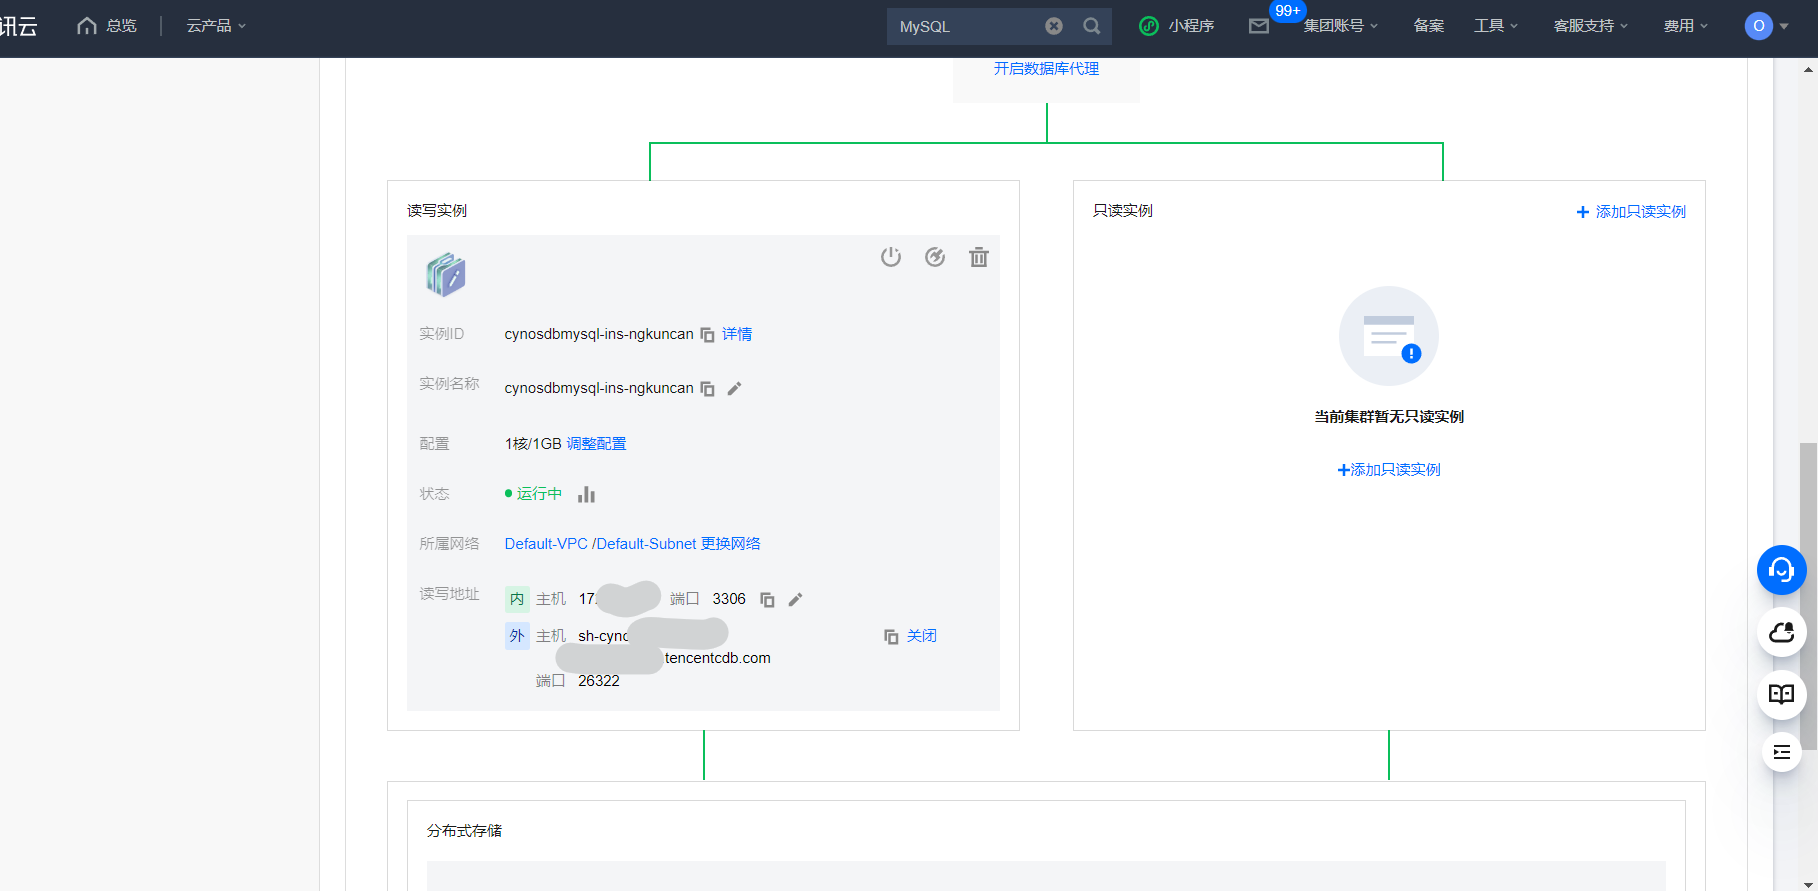 讯云 总览 云产品 MySQL 小程序 99+ 集团账号 备案 工具 客服支持 费用 O
开启数据库代理
读写实例
实例ID cynosdbmysql-ins-ngkuncan 详情
实例名称 cynosdbmysql-ins-ngkuncan
配置 1核/1GB 调整配置
状态 运行中
所属网络 Default-VPC /Default-Subnet 更换网络
读写地址 内 主机 17 端口 3306
外 主机 sh-cyno 关闭
.tencentcdb.com
端口 26322
只读实例 添加只读实例
当前集群暂无只读实例
+添加只读实例
分布式存储